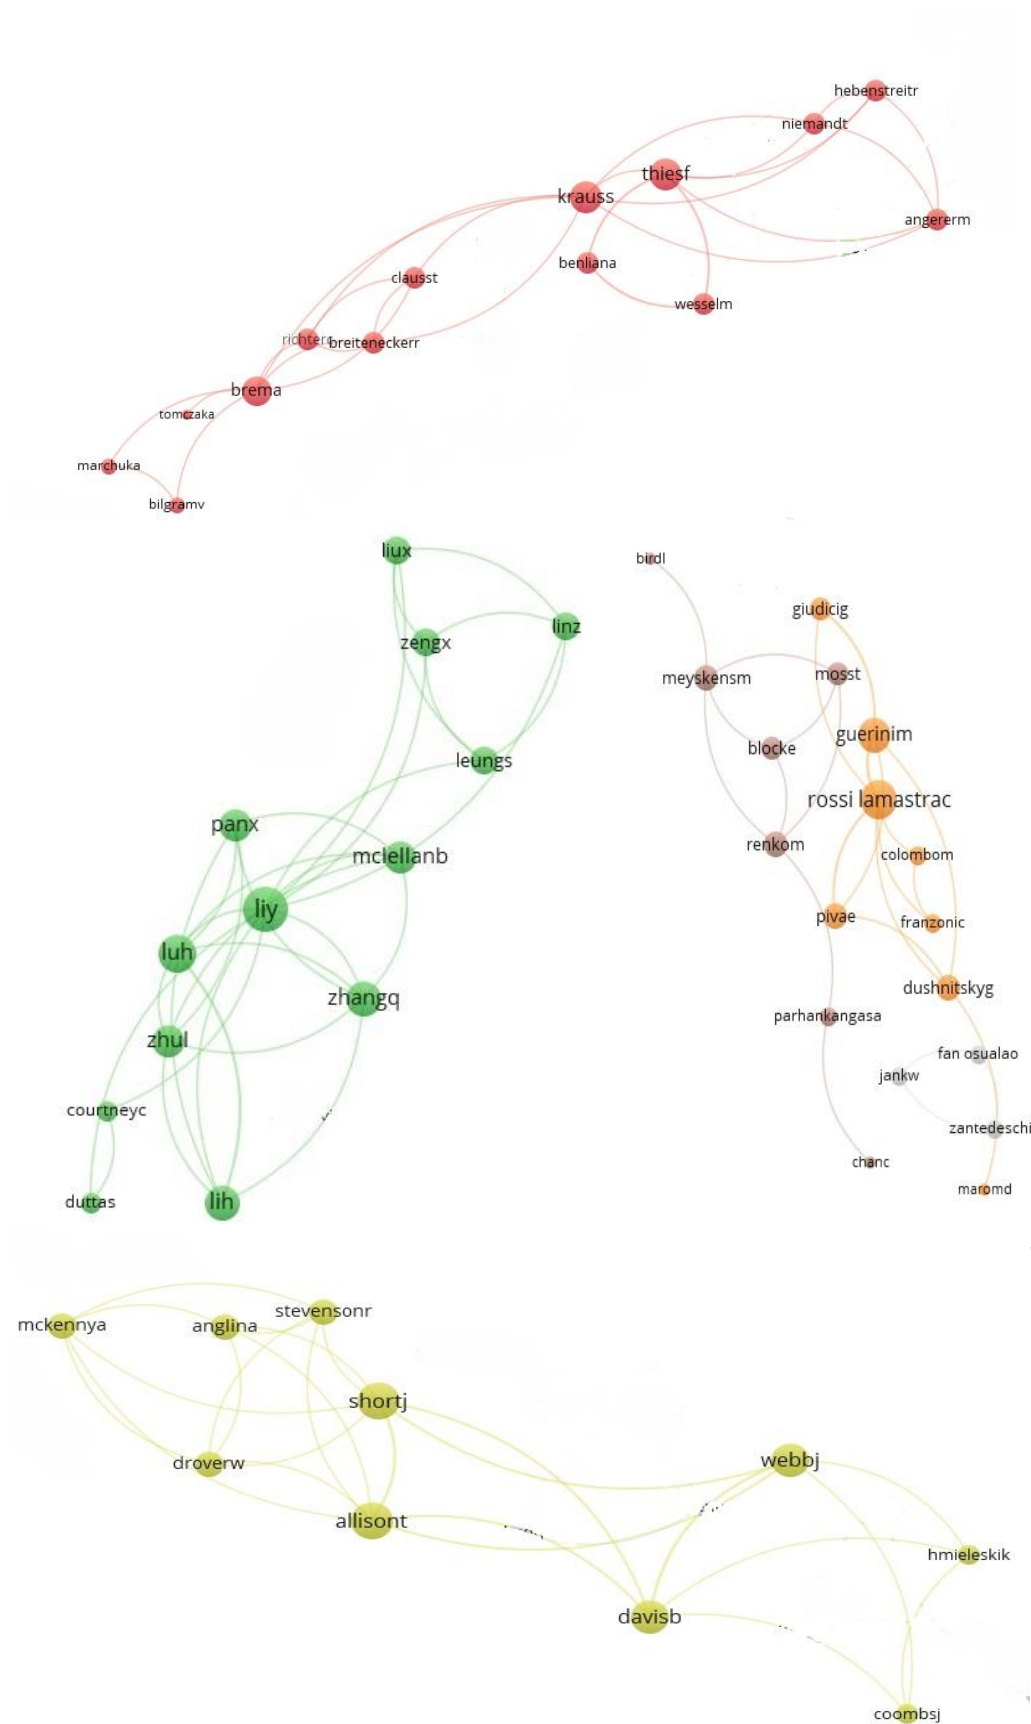 hebenstreitr
niemandt
thiesf
krauss
angererm
benliana
clausst
wesselm
richterc
breiteneckerr
brema
tomczaka
marchuka
bilgramv
liux
birdl
giudicig
linz
zengx
meyskensm
mosst
guerinim
blocke
leungs
rossi lamastrac
panx
renkom
mclellanb
colombom
liy
pivae
franzonic
luh
dushnitskyg
zhangq
parhankangasa
zhul
fan osualao
jankw
courtneyc
zantedeschi
chanc
maromd
duttas
lih
stevensonr
mckennya
anglina
shortj
droverw
webbj
allisont
hmieleskik
davisb
coombsj